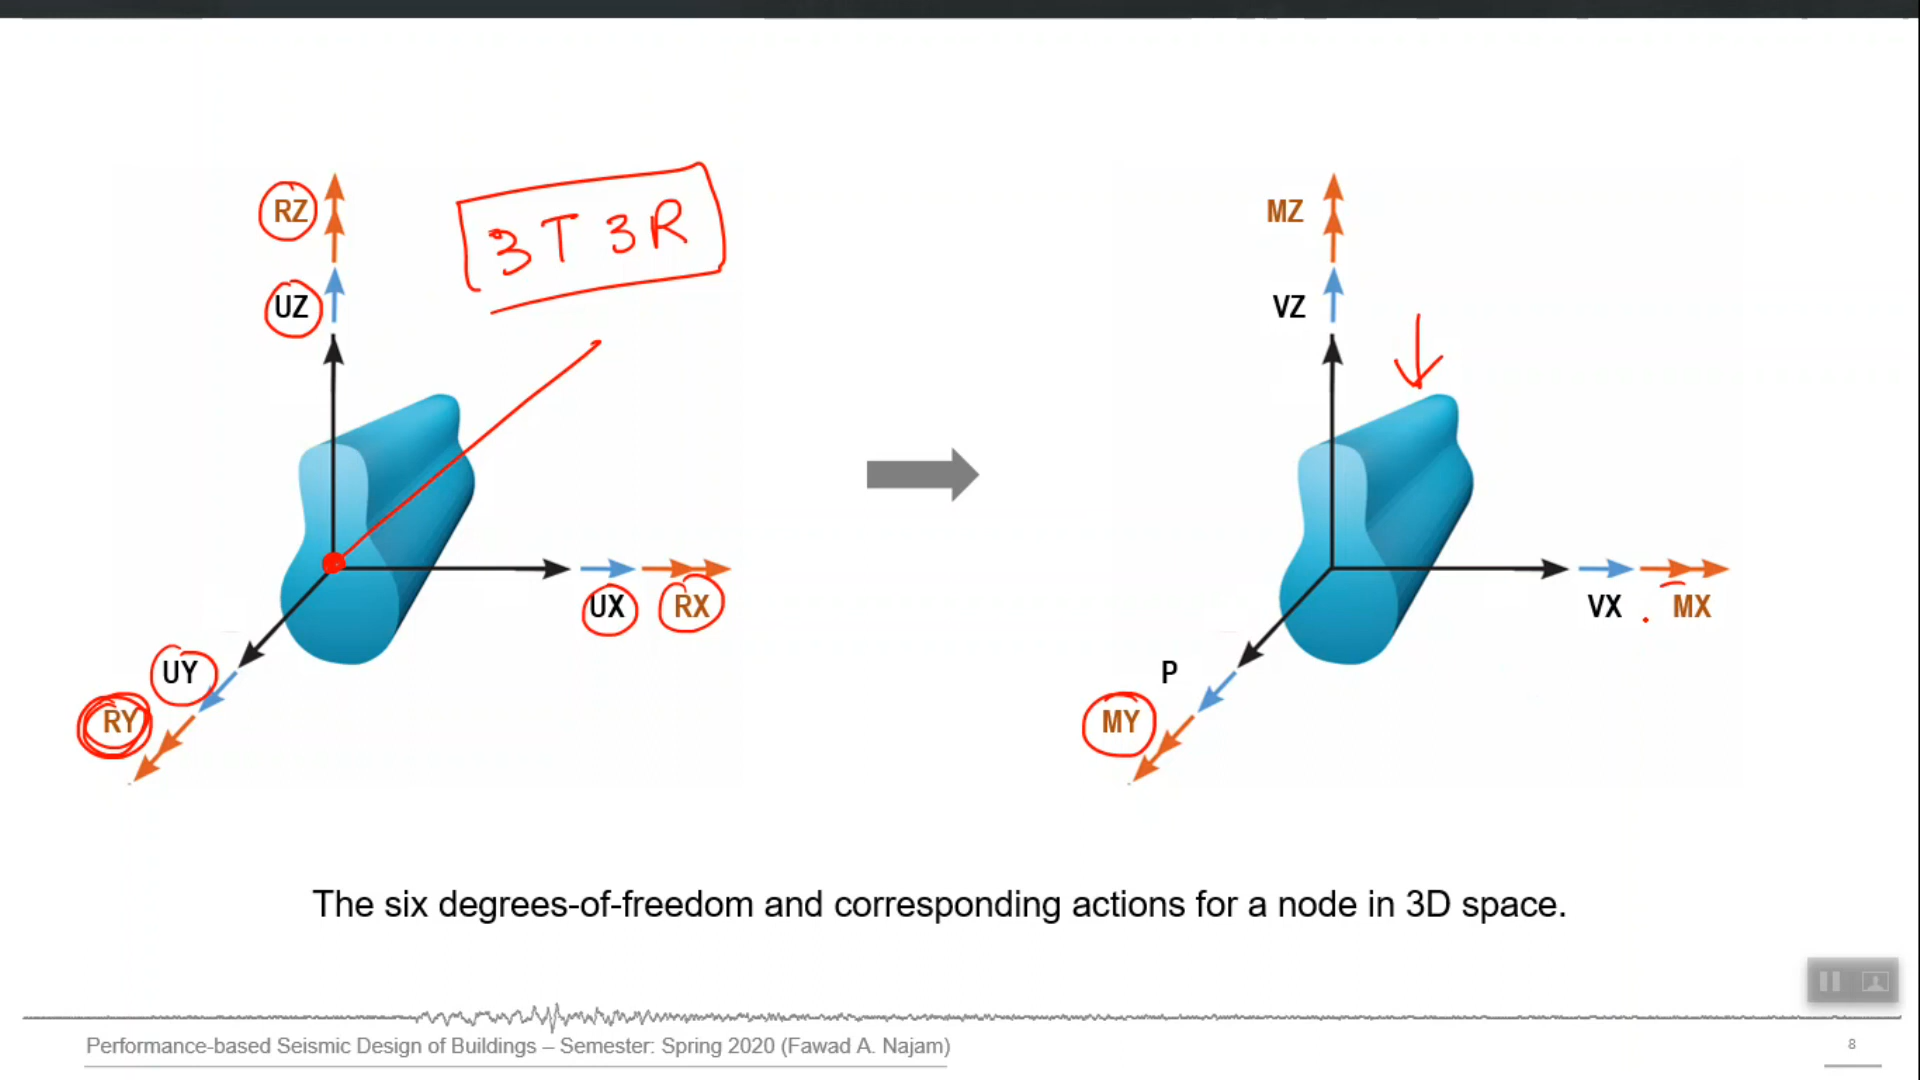 RZ
3T 3R
UZ
UX RX
UY
RY
MZ
VZ
VX MX
P
MY
The six degrees-of-freedom and corresponding actions for a node in 3D space.
Performance-based Seismic Design of Buildings – Semester: Spring 2020 (Fawad A. Najam)
8